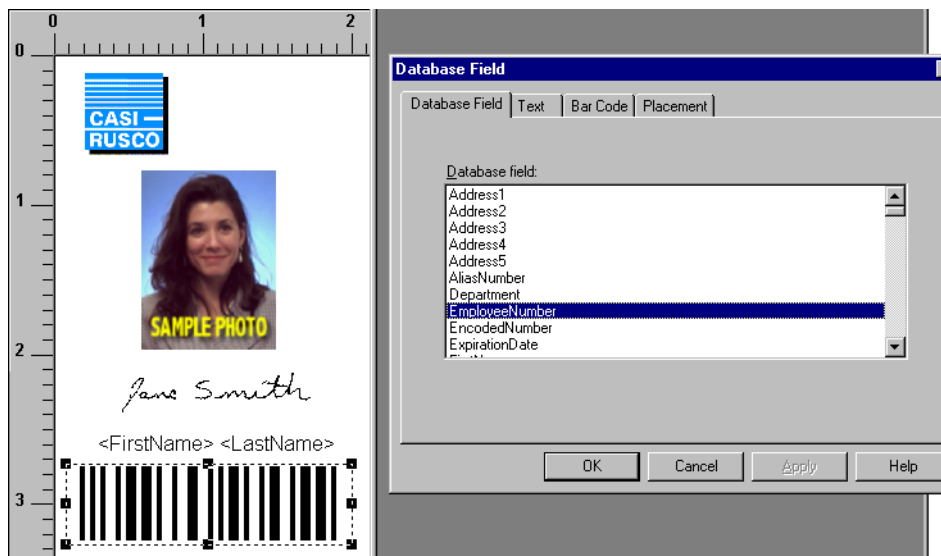 0 1 2
0
CASI
RUSCO
1
SAMPLE PHOTO
2
Jane Smith
<FirstName> <LastName>
3
Database Field
Database Field Text Bar Code Placement
Database field:
Address1
Address2
Address3
Address4
Address5
AliasNumber
Department
EmployeeNumber
EncodedNumber
ExpirationDate
OK Cancel Apply Help